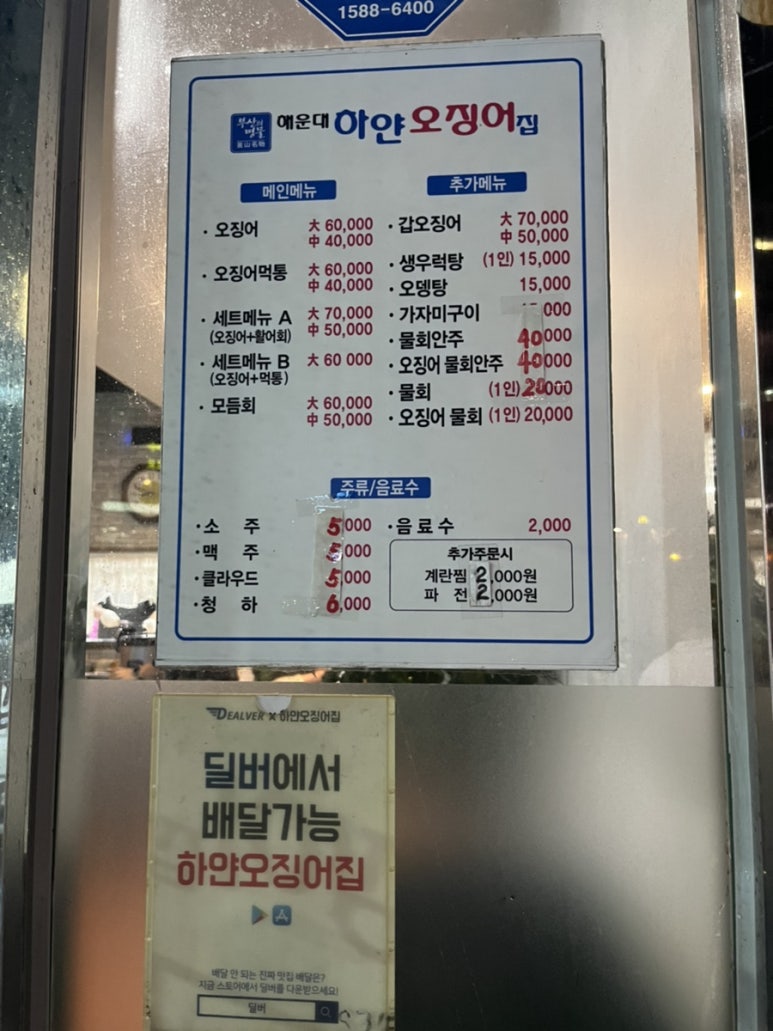 1588-6400
부산의 명물
釜山名物
해운대 하얀오징어집
메인메뉴
· 오징어 大 60,000
中 40,000
· 오징어먹통 大 60,000
中 40,000
· 세트메뉴 A 大 70,000
(오징어+활어회) 中 50,000
· 세트메뉴 B 大 60 000
(오징어+먹통)
· 모듬회 大 60,000
中 50,000
추가메뉴
· 갑오징어 大 70,000
中 50,000
· 생우럭탕 (1인) 15,000
· 오뎅탕 15,000
· 가자미구이 000
· 물회안주 40000
· 오징어 물회안주 40000
· 물회 (1인) 20000
· 오징어 물회 (1인) 20,000
주류/음료수
· 소 주 5000
· 맥 주 5000
· 클라우드 5,000
· 청 하 6,000
· 음료수 2,000
추가주문시
계란찜 2,000원
파 전 2,000원
DEALVER X 하얀오징어집
딜버에서
배달가능
하얀오징어집
배달 안 되는 진짜 맛집 배달은?
지금 스토어에서 딜버를 다운받으세요!
딜버